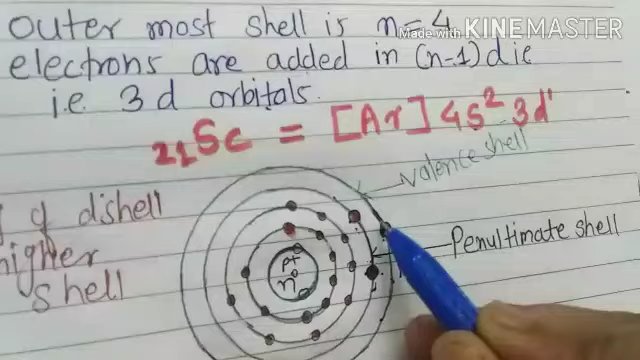 outer most shell is n=4
Made with KINEMASTER
electrons are added in (n-1)d ie
i.e 3d orbitals.
₂₁Sc = [Ar] 4s² 3d¹
valence shell
of d shell
Penultimate shell
higher
shell
P+
n°